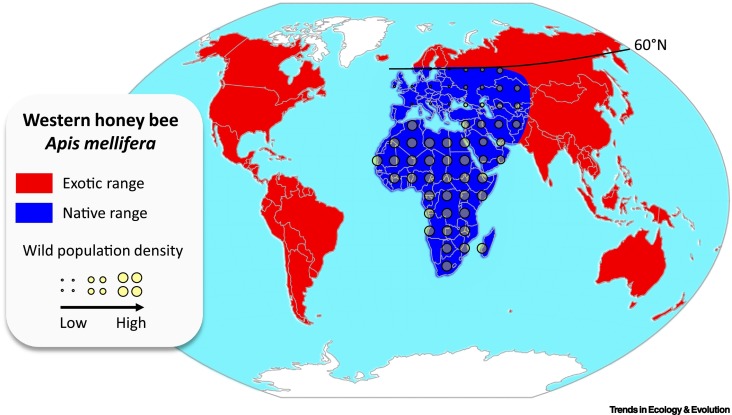 60°N
Western honey bee
Apis mellifera
Exotic range
Native range
Wild population density
Low High
Trends in Ecology & Evolution